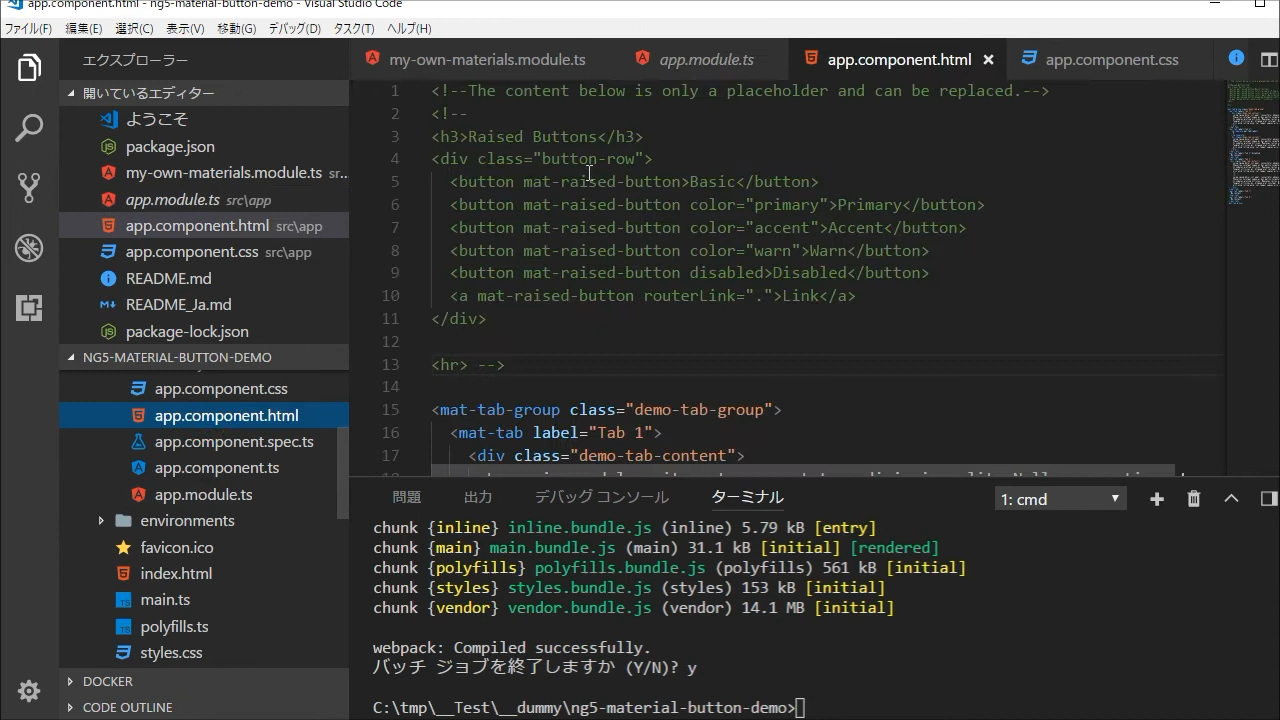 app.component.html - ng5-material-button-demo - Visual Studio Code
ファイル(F) 編集(E) 選択(C) 表示(V) 移動(G) デバッグ(D) タスク(T) ヘルプ(H)
エクスプローラー
my-own-materials.module.ts app.module.ts app.component.html app.component.css
開いているエディター
ようこそ
package.json
my-own-materials.module.ts sr...
app.module.ts src\app
app.component.html src\app
app.component.css src\app
README.md
README_Ja.md
package-lock.json
NG5-MATERIAL-BUTTON-DEMO
app.component.css
app.component.html
app.component.spec.ts
app.component.ts
app.module.ts
environments
favicon.ico
index.html
main.ts
polyfills.ts
styles.css
DOCKER
CODE OUTLINE
1 <!--The content below is only a placeholder and can be replaced.-->
2 <!--
3 <h3>Raised Buttons</h3>
4 <div class="button-row">
5 <button mat-raised-button>Basic</button>
6 <button mat-raised-button color="primary">Primary</button>
7 <button mat-raised-button color="accent">Accent</button>
8 <button mat-raised-button color="warn">Warn</button>
9 <button mat-raised-button disabled>Disabled</button>
10 <a mat-raised-button routerLink=".">Link</a>
11 </div>
12
13 <hr> -->
14
15 <mat-tab-group class="demo-tab-group">
16 <mat-tab label="Tab 1">
17 <div class="demo-tab-content">
問題 出力 デバッグ コンソール ターミナル 1: cmd
chunk {inline} inline.bundle.js (inline) 5.79 kB [entry]
chunk {main} main.bundle.js (main) 31.1 kB [initial] [rendered]
chunk {polyfills} polyfills.bundle.js (polyfills) 561 kB [initial]
chunk {styles} styles.bundle.js (styles) 153 kB [initial]
chunk {vendor} vendor.bundle.js (vendor) 14.1 MB [initial]
webpack: Compiled successfully.
バッチ ジョブを終了しますか (Y/N)? y
C:\tmp\__Test\__dummy\ng5-material-button-demo>